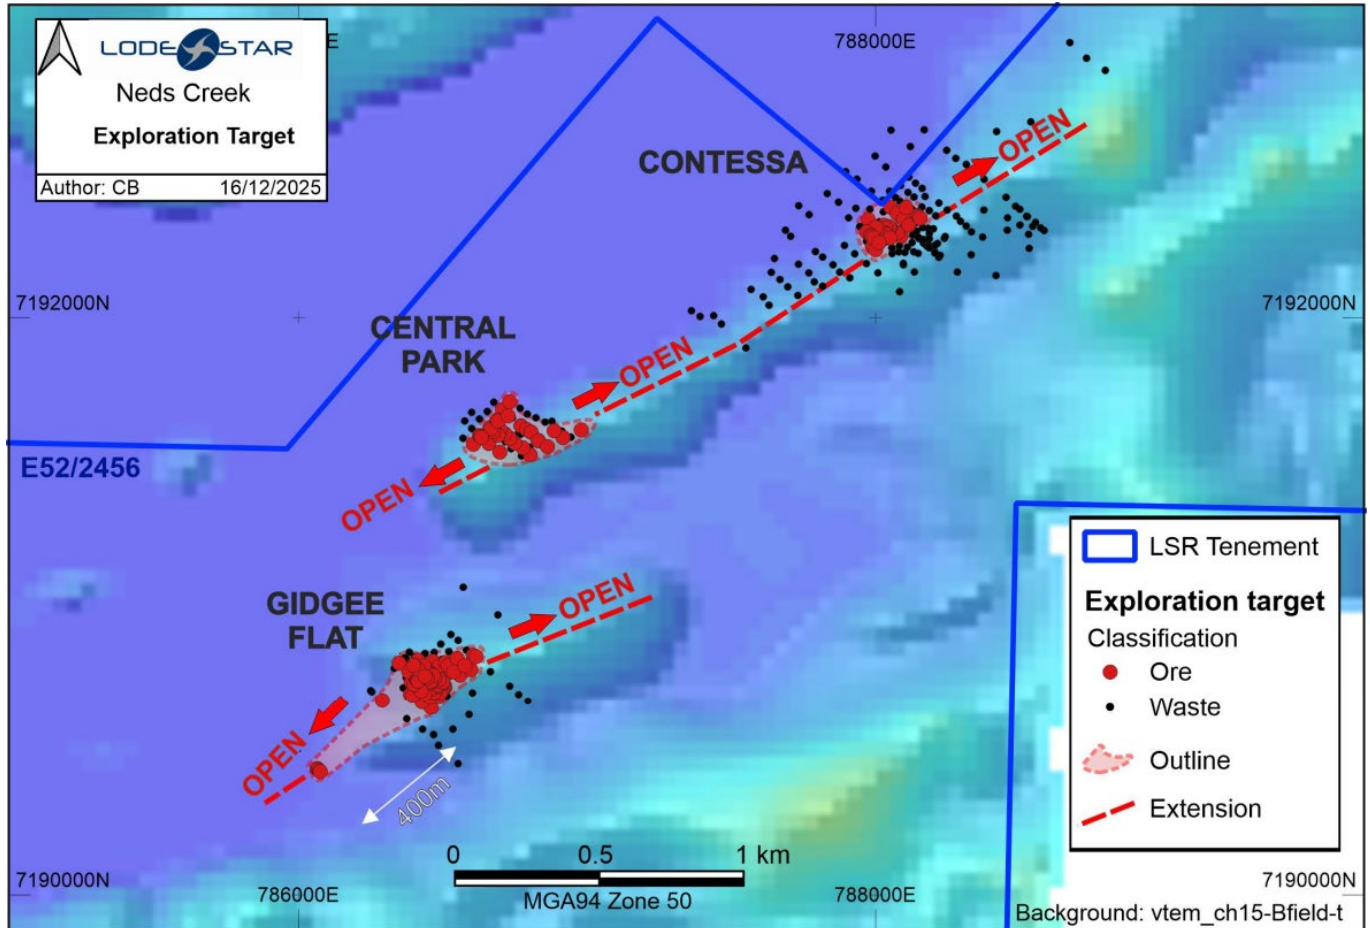 LODESTAR
Neds Creek
Exploration Target
Author: CB 16/12/2025
E
788000E
CONTESSA
OPEN
7192000N
7192000N
CENTRAL
PARK
OPEN
OPEN
E52/2456
GIDGEE
FLAT
OPEN
OPEN
400m
LSR Tenement
Exploration target
Classification
Ore
Waste
Outline
Extension
0 0.5 1 km
MGA94 Zone 50
7190000N
786000E
788000E
7190000N
Background: vtem_ch15-Bfield-t